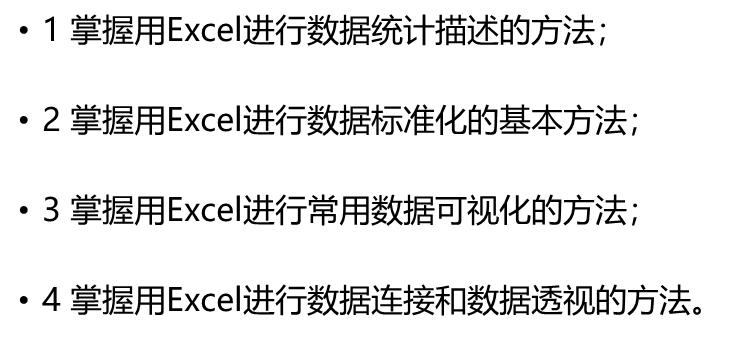 • 1 掌握用Excel进行数据统计描述的方法；
• 2 掌握用Excel进行数据标准化的基本方法；
• 3 掌握用Excel进行常用数据可视化的方法；
• 4 掌握用Excel进行数据连接和数据透视的方法。